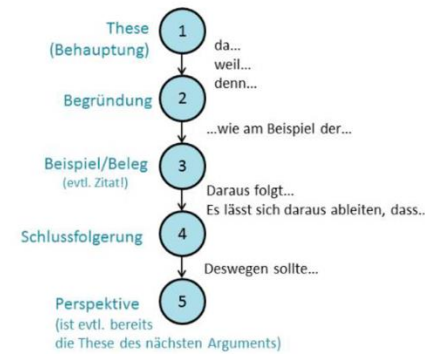 These
(Behauptung)
1
da...
weil...
denn...
Begründung
2
...wie am Beispiel der...
Beispiel/Beleg
(evtl. Zitat!)
3
Daraus folgt...
Es lässt sich daraus ableiten, dass..
Schlussfolgerung
4
Deswegen sollte...
Perspektive
5
(ist evtl. bereits
die These des nächsten Arguments)